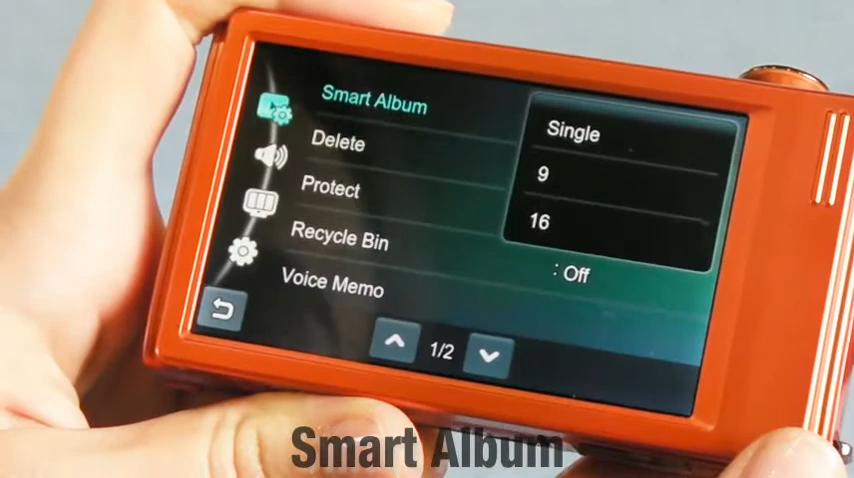 Smart Album
Single
Delete
9
Protect
16
Recycle Bin
: Off
Voice Memo
1/2
Smart Album